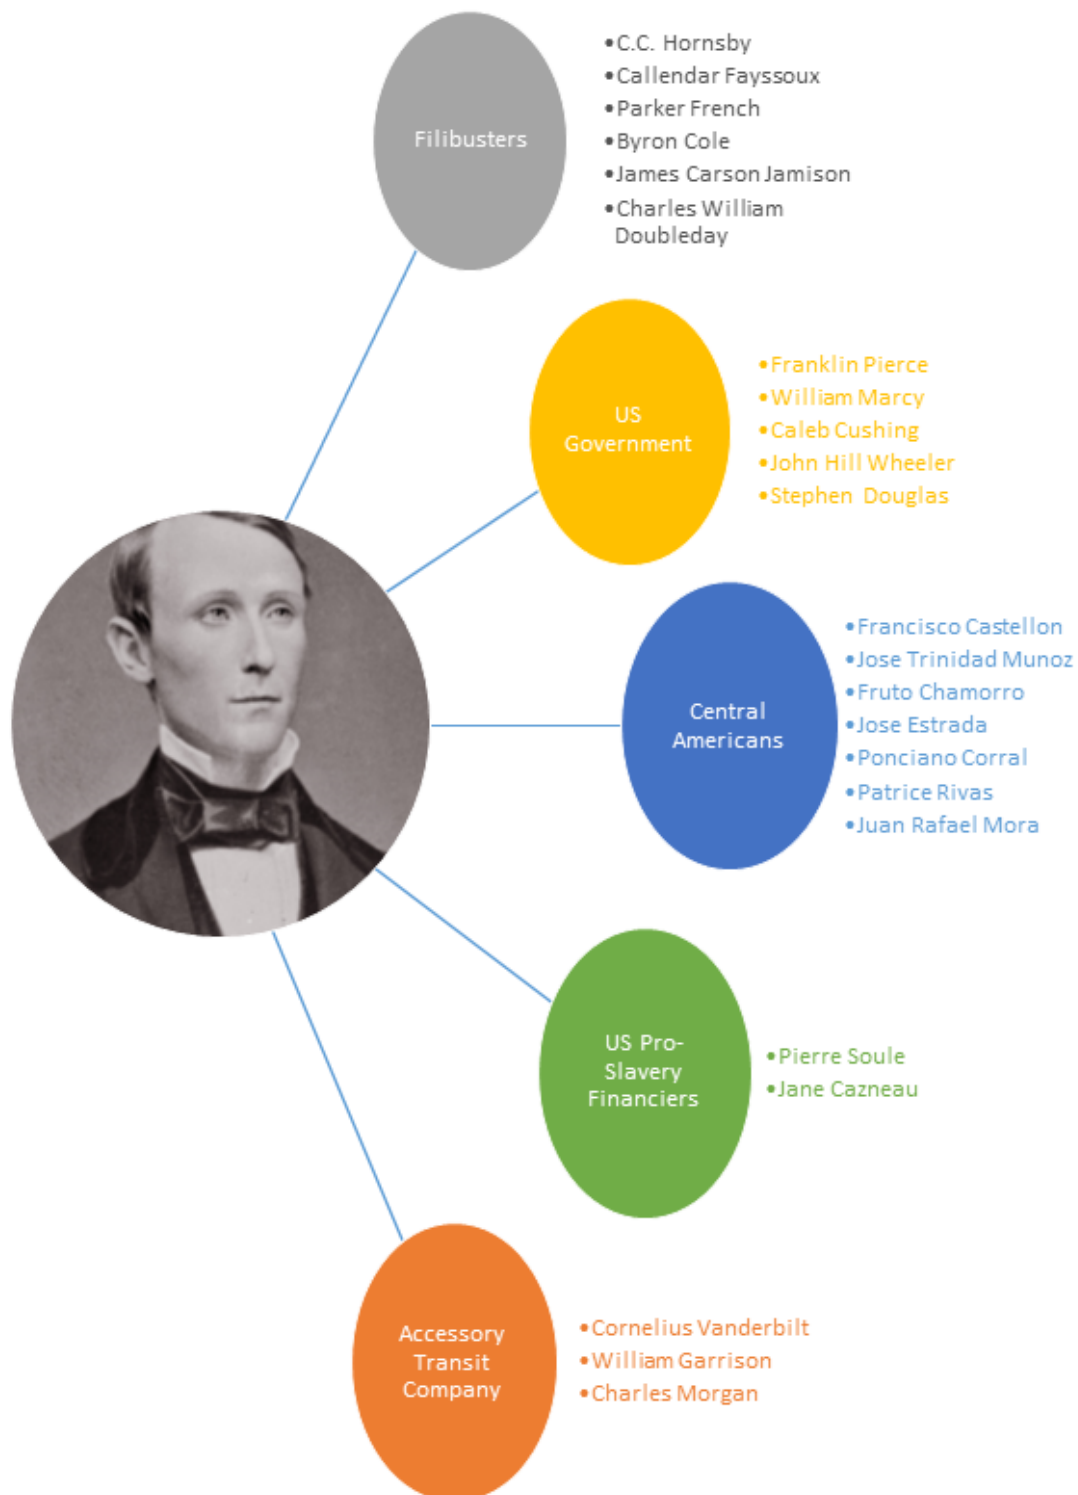 Filibusters
•C.C. Hornsby
•Callendar Fayssoux
•Parker French
•Byron Cole
•James Carson Jamison
•Charles William
Doubleday
US
Government
•Franklin Pierce
•William Marcy
•Caleb Cushing
•John Hill Wheeler
•Stephen Douglas
Central
Americans
•Francisco Castellon
•Jose Trinidad Munoz
•Fruto Chamorro
•Jose Estrada
•Ponciano Corral
•Patrice Rivas
•Juan Rafael Mora
US Pro-
Slavery
Financiers
•Pierre Soule
•Jane Cazneau
Accessory
Transit
Company
•Cornelius Vanderbilt
•William Garrison
•Charles Morgan